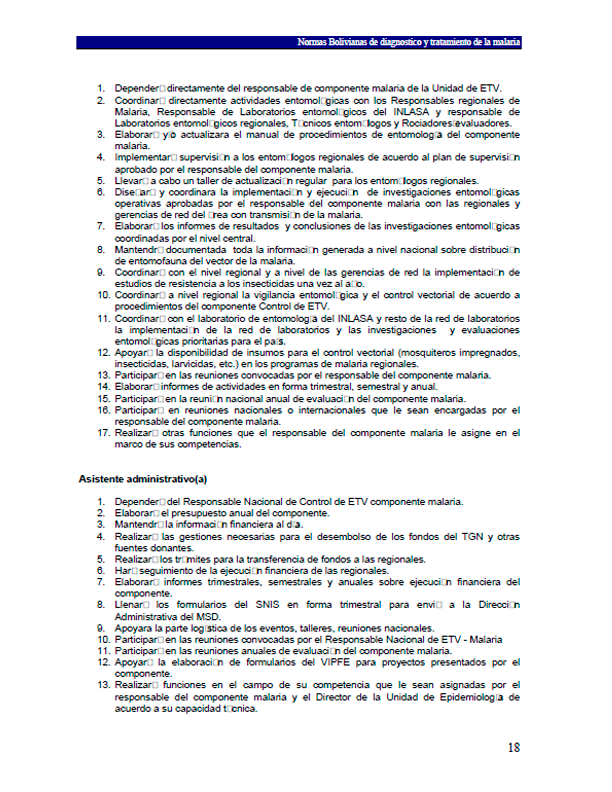 Normas Bolivianas de diagnostico y tratamiento de la malaria
1. Depender□ directamente del responsable de componente malaria de la Unidad de ETV.
2. Coordinar□ directamente actividades entomol□gicas con los Responsables regionales de
Malaria, Responsable de Laboratorios entomol□gicos del INLASA y responsable de
Laboratorios entomol□gicos regionales, T□cnicos entom□logos y Rociadores□evaluadores.
3. Elaborar□ y□o actualizara el manual de procedimientos de entomolog□a del componente
malaria.
4. Implementar□ supervisi□n a los entom□logos regionales de acuerdo al plan de supervisi□n
aprobado por el responsable del componente malaria.
5. Llevar□ a cabo un taller de actualizaci□n regular para los entom□logos regionales.
6. Dise□ar□ y coordinara la implementaci□n y ejecuci□n de investigaciones entomol□gicas
operativas aprobadas por el responsable del componente malaria con las regionales y
gerencias de red del □rea con transmisi□n de la malaria.
7. Elaborar□ los informes de resultados y conclusiones de las investigaciones entomol□gicas
coordinadas por el nivel central.
8. Mantendr□ documentada toda la informaci□n generada a nivel nacional sobre distribuci□n
de entomofauna del vector de la malaria.
9. Coordinar□ con el nivel regional y a nivel de las gerencias de red la implementaci□n de
estudios de resistencia a los insecticidas una vez al a□o.
10. Coordinar□ a nivel regional la vigilancia entomol□gica y el control vectorial de acuerdo a
procedimientos del componente Control de ETV.
11. Coordinar□ con el laboratorio de entomolog□a del INLASA y resto de la red de laboratorios
la implementaci□n de la red de laboratorios y las investigaciones y evaluaciones
entomol□gicas prioritarias para el pa□s.
12. Apoyar□ la disponibilidad de insumos para el control vectorial (mosquiteros impregnados,
insecticidas, larvicidas, etc.) en los programas de malaria regionales.
13. Participar□ en las reuniones convocadas por el responsable del componente malaria.
14. Elaborar□ informes de actividades en forma trimestral, semestral y anual.
15. Participar□ en la reuni□n nacional anual de evaluaci□n del componente malaria.
16. Participar□ en reuniones nacionales o internacionales que le sean encargadas por el
responsable del componente malaria.
17. Realizar□ otras funciones que el responsable del componente malaria le asigne en el
marco de sus competencias.
Asistente administrativo(a)
1. Depender□ del Responsable Nacional de Control de ETV componente malaria.
2. Elaborar□ el presupuesto anual del componente.
3. Mantendr□ la informaci□n financiera al d□a.
4. Realizar□ las gestiones necesarias para el desembolso de los fondos del TGN y otras
fuentes donantes.
5. Realizar□ los tr□mites para la transferencia de fondos a las regionales.
6. Har□ seguimiento de la ejecuci□n financiera de las regionales.
7. Elaborar□ informes trimestrales, semestrales y anuales sobre ejecuci□n financiera del
componente.
8. Llenar□ los formularios del SNIS en forma trimestral para envi□ a la Direcci□n
Administrativa del MSD.
9. Apoyara la parte log□stica de los eventos, talleres, reuniones nacionales.
10. Participar□ en las reuniones convocadas por el Responsable Nacional de ETV - Malaria
11. Participar□ en las reuniones anuales de evaluaci□n del componente malaria.
12. Apoyar□ la elaboraci□n de formularios del VIPFE para proyectos presentados por el
componente.
13. Realizar□ funciones en el campo de su competencia que le sean asignadas por el
responsable del componente malaria y el Director de la Unidad de Epidemiolog□a de
acuerdo a su capacidad t□cnica.
18